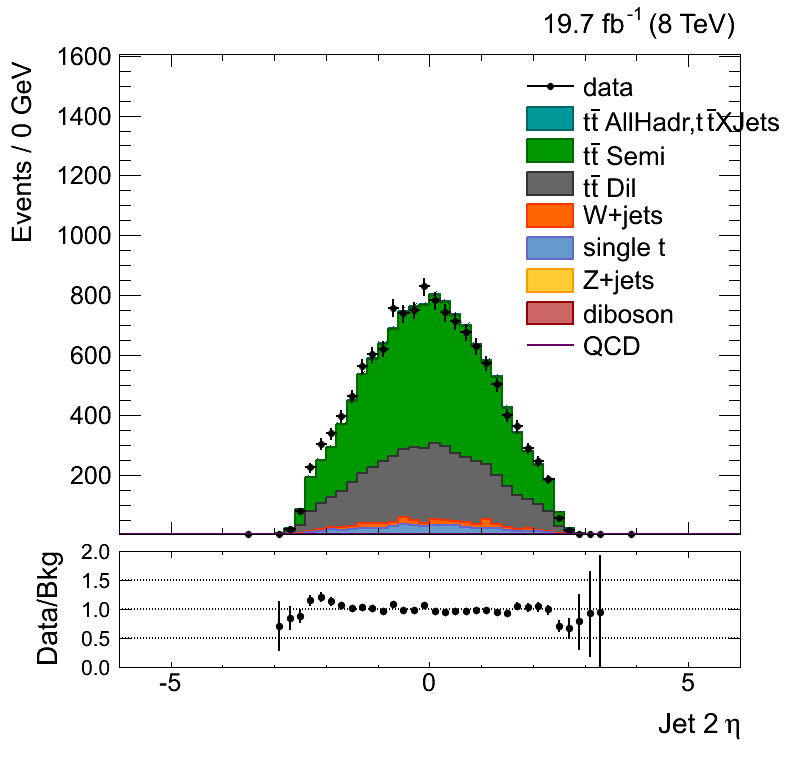 19.7 fb⁻¹ (8 TeV)
Events / 0 GeV
1600
1400
1200
1000
800
600
400
200
data
tt̄ AllHadr,tt̄XJets
tt̄ Semi
tt̄ Dil
W+jets
single t
Z+jets
diboson
QCD
Data/Bkg
2.0
1.5
1.0
0.5
0.0
-5 0 5
Jet 2 η